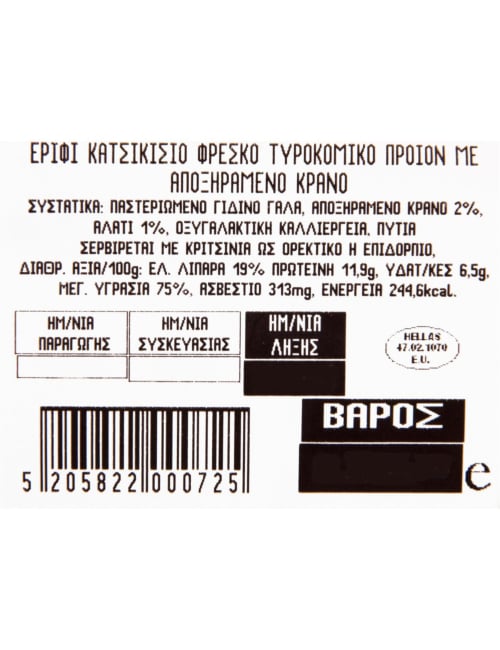 ΕΡΙΦΙ ΚΑΤΣΙΚΙΣΙΟ ΦΡΕΣΚΟ ΤΥΡΟΚΟΜΙΚΟ ΠΡΟΙΟΝ ΜΕ
ΑΠΟΞΗΡΑΜΕΝΟ ΚΡΑΝΟ
ΣΥΣΤΑΤΙΚΑ: ΠΑΣΤΕΡΙΩΜΕΝΟ ΓΙΔΙΝΟ ΓΑΛΑ, ΑΠΟΞΗΡΑΜΕΝΟ ΚΡΑΝΟ 2%,
ΑΛΑΤΙ 1%, ΟΞΥΓΑΛΑΚΤΙΚΗ ΚΑΛΛΙΕΡΓΕΙΑ, ΠΥΤΙΑ
ΣΕΡΒΙΡΕΤΑΙ ΜΕ ΚΡΙΤΣΙΝΙΑ ΩΣ ΟΡΕΚΤΙΚΟ Η ΕΠΙΔΟΡΠΙΟ,
ΔΙΑΘΡ. ΑΞΙΑ/100g: ΕΛ. ΛΙΠΑΡΑ 19% ΠΡΩΤΕΙΝΗ 11,9g, ΥΔΑΤ/ΚΕΣ 6,5g,
ΜΕΓ. ΥΓΡΑΣΙΑ 75%, ΑΣΒΕΣΤΙΟ 313mg, ΕΝΕΡΓΕΙΑ 244,6kcal.
ΗΜ/ΝΙΑ ΠΑΡΑΓΩΓΗΣ
ΗΜ/ΝΙΑ ΣΥΣΚΕΥΑΣΙΑΣ
ΗΜ/ΝΙΑ ΛΗΞΗΣ
HELLAS
47.02.1070
E.U.
ΒΑΡΟΣ
e
5 205822 000725